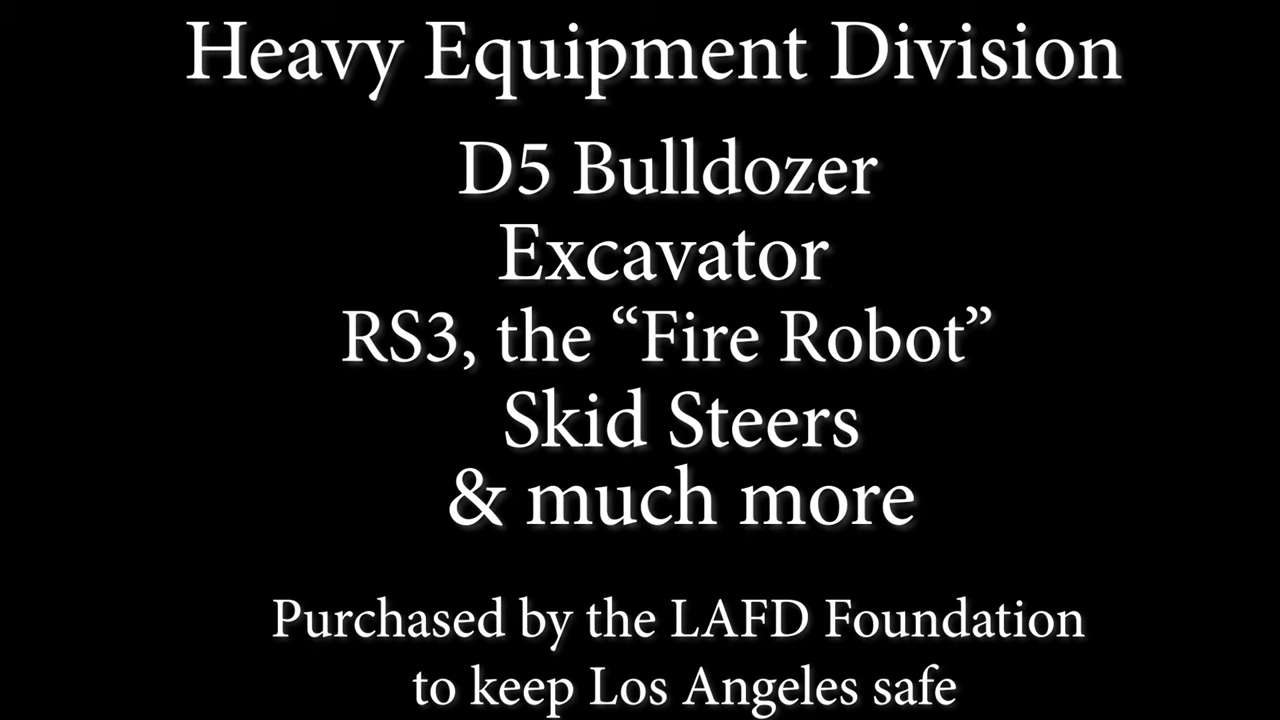 Heavy Equipment Division
D5 Bulldozer
Excavator
RS3, the “Fire Robot”
Skid Steers
& much more
Purchased by the LAFD Foundation
to keep Los Angeles safe